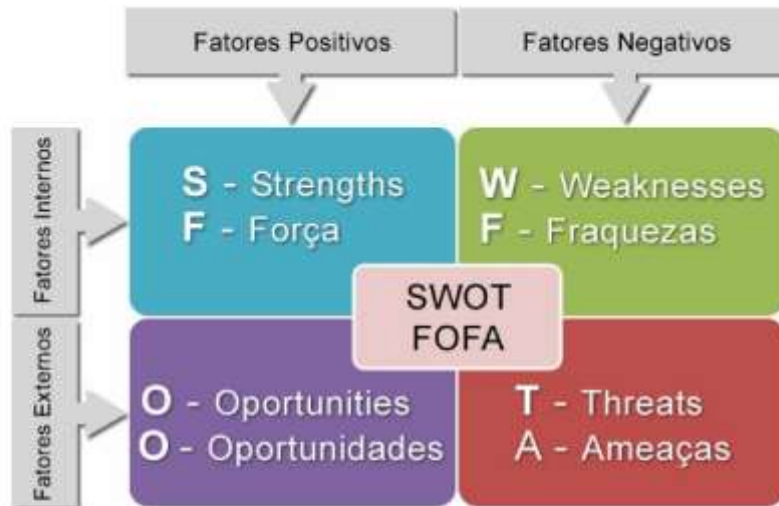 Fatores Positivos
Fatores Negativos
Fatores Internos
S - Strengths
F - Força
W - Weaknesses
F - Fraquezas
SWOT
FOFA
Fatores Externos
O - Oportunities
O - Oportunidades
T - Threats
A - Ameaças